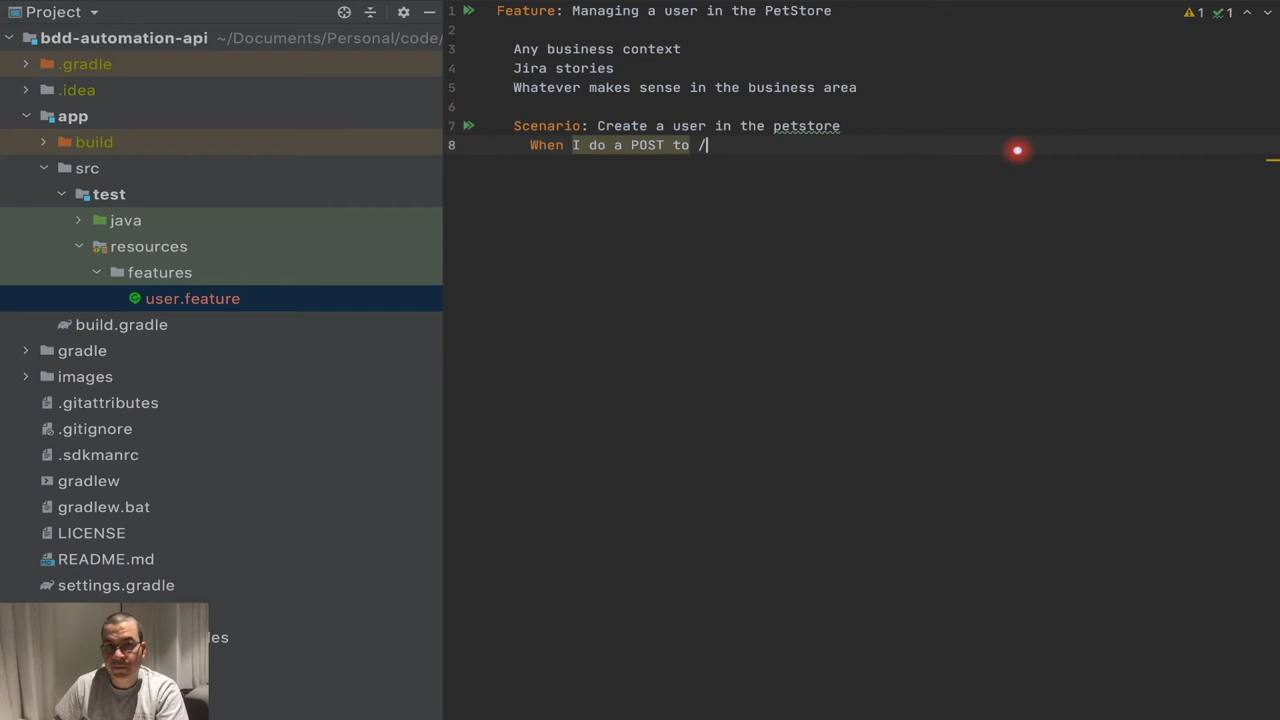 Project
bdd-automation-api ~/Documents/Personal/code/
.gradle
.idea
app
build
src
test
java
resources
features
user.feature
build.gradle
gradle
images
.gitattributes
.gitignore
.sdkmanrc
gradlew
gradlew.bat
LICENSE
README.md
settings.gradle
les
1 Feature: Managing a user in the PetStore
2
3 Any business context
4 Jira stories
5 Whatever makes sense in the business area
6
7 Scenario: Create a user in the petstore
8 When I do a POST to /
1 1